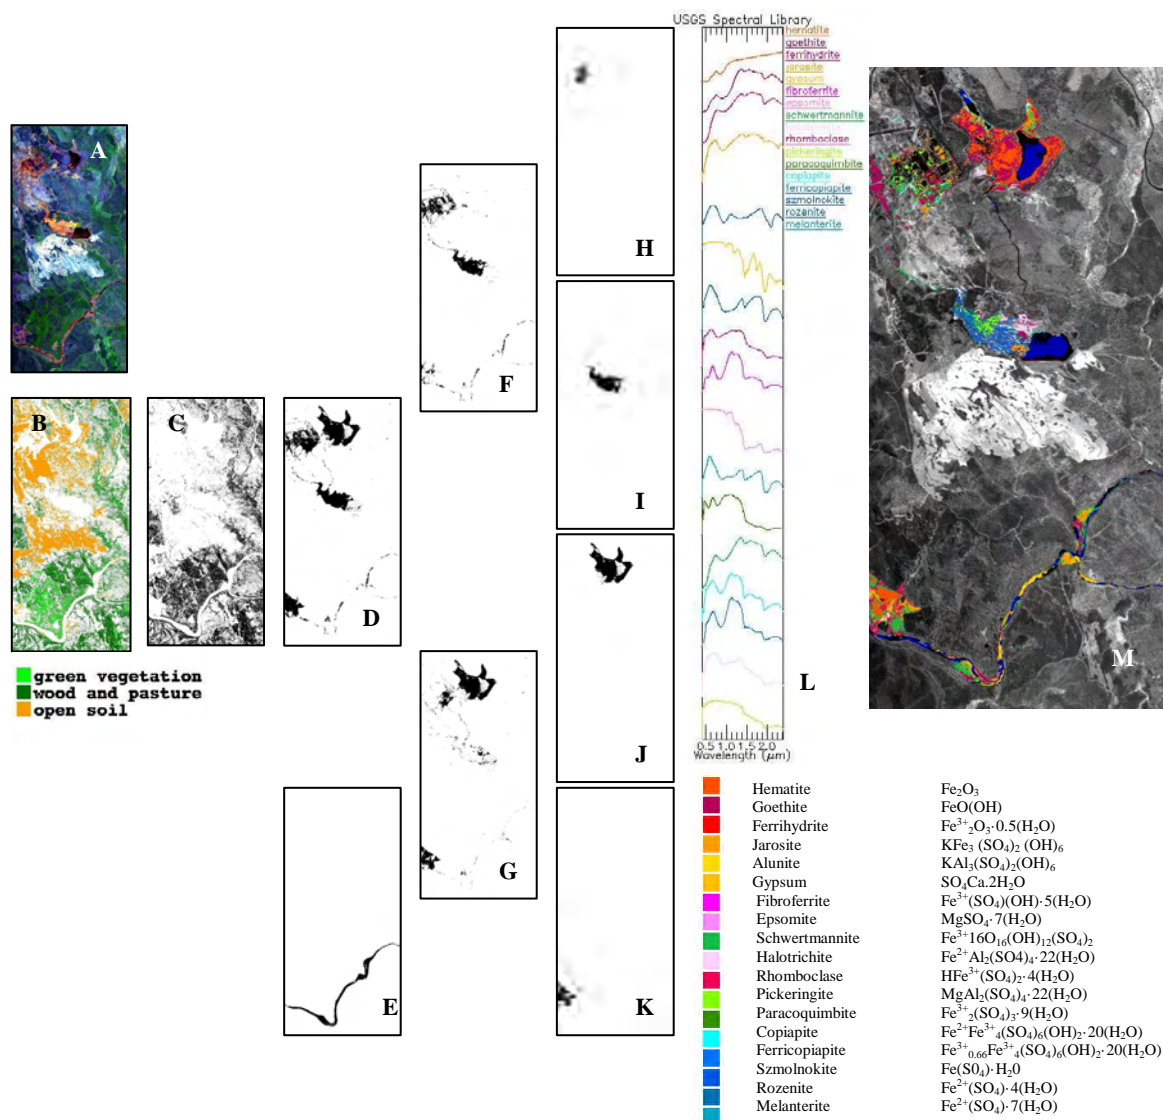 USGS Spectral Library
hematite
goethite
ferrihydrite
jarosite
gypsum
fibroferrite
epsomite
schwertmannite
rhomboclase
pickeringite
paracoquimbite
copiapite
ferricopiapite
szmolnokite
rozenite
melanterite
A
B
C
D
E
F
G
H
I
J
K
L
M
green vegetation
wood and pasture
open soil
0.5 1.0 1.5 2.0
Wavelength (μm)
Hematite Fe₂O₃
Goethite FeO(OH)
Ferrihydrite Fe³⁺₂O₃·0.5(H₂O)
Jarosite KFe₃ (SO₄)₂ (OH)₆
Alunite KAl₃(SO₄)₂(OH)₆
Gypsum SO₄Ca.2H₂O
Fibroferrite Fe³⁺(SO₄)(OH)·5(H₂O)
Epsomite MgSO₄·7(H₂O)
Schwertmannite Fe³⁺16O₁₆(OH)₁₂(SO₄)₂
Halotrichite Fe²⁺Al₂(SO4)₄·22(H₂O)
Rhomboclase HFe³⁺(SO₄)₂·4(H₂O)
Pickeringite MgAl₂(SO₄)₄·22(H₂O)
Paracoquimbite Fe³⁺₂(SO₄)₃·9(H₂O)
Copiapite Fe²⁺Fe³⁺₄(SO₄)₆(OH)₂·20(H₂O)
Ferricopiapite Fe³⁺₀.₆₆Fe³⁺₄(SO₄)₆(OH)₂·20(H₂O)
Szmolnokite Fe(S0₄)·H₂0
Rozenite Fe²⁺(SO₄)·4(H₂O)
Melanterite Fe²⁺(SO₄)·7(H₂O)